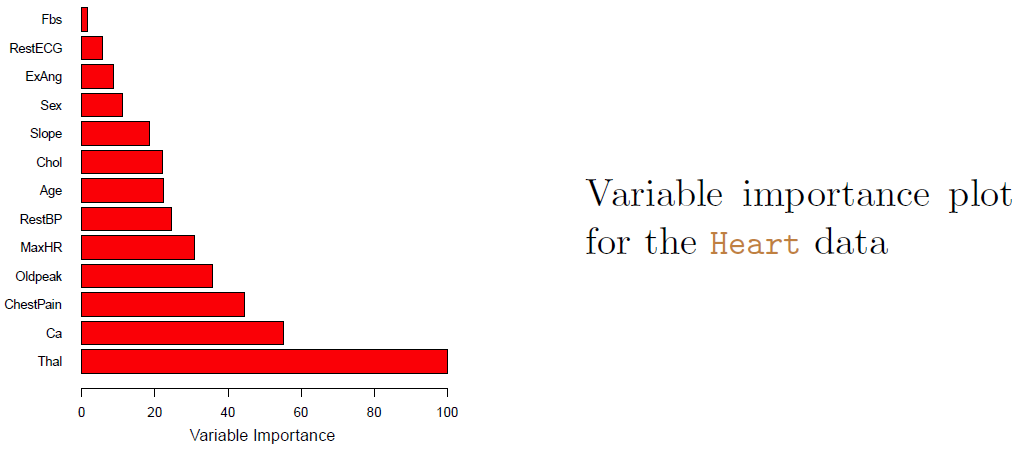 Fbs
RestECG
ExAng
Sex
Slope
Chol
Age
RestBP
MaxHR
Oldpeak
ChestPain
Ca
Thal
0 20 40 60 80 100
Variable Importance
Variable importance plot
for the Heart data